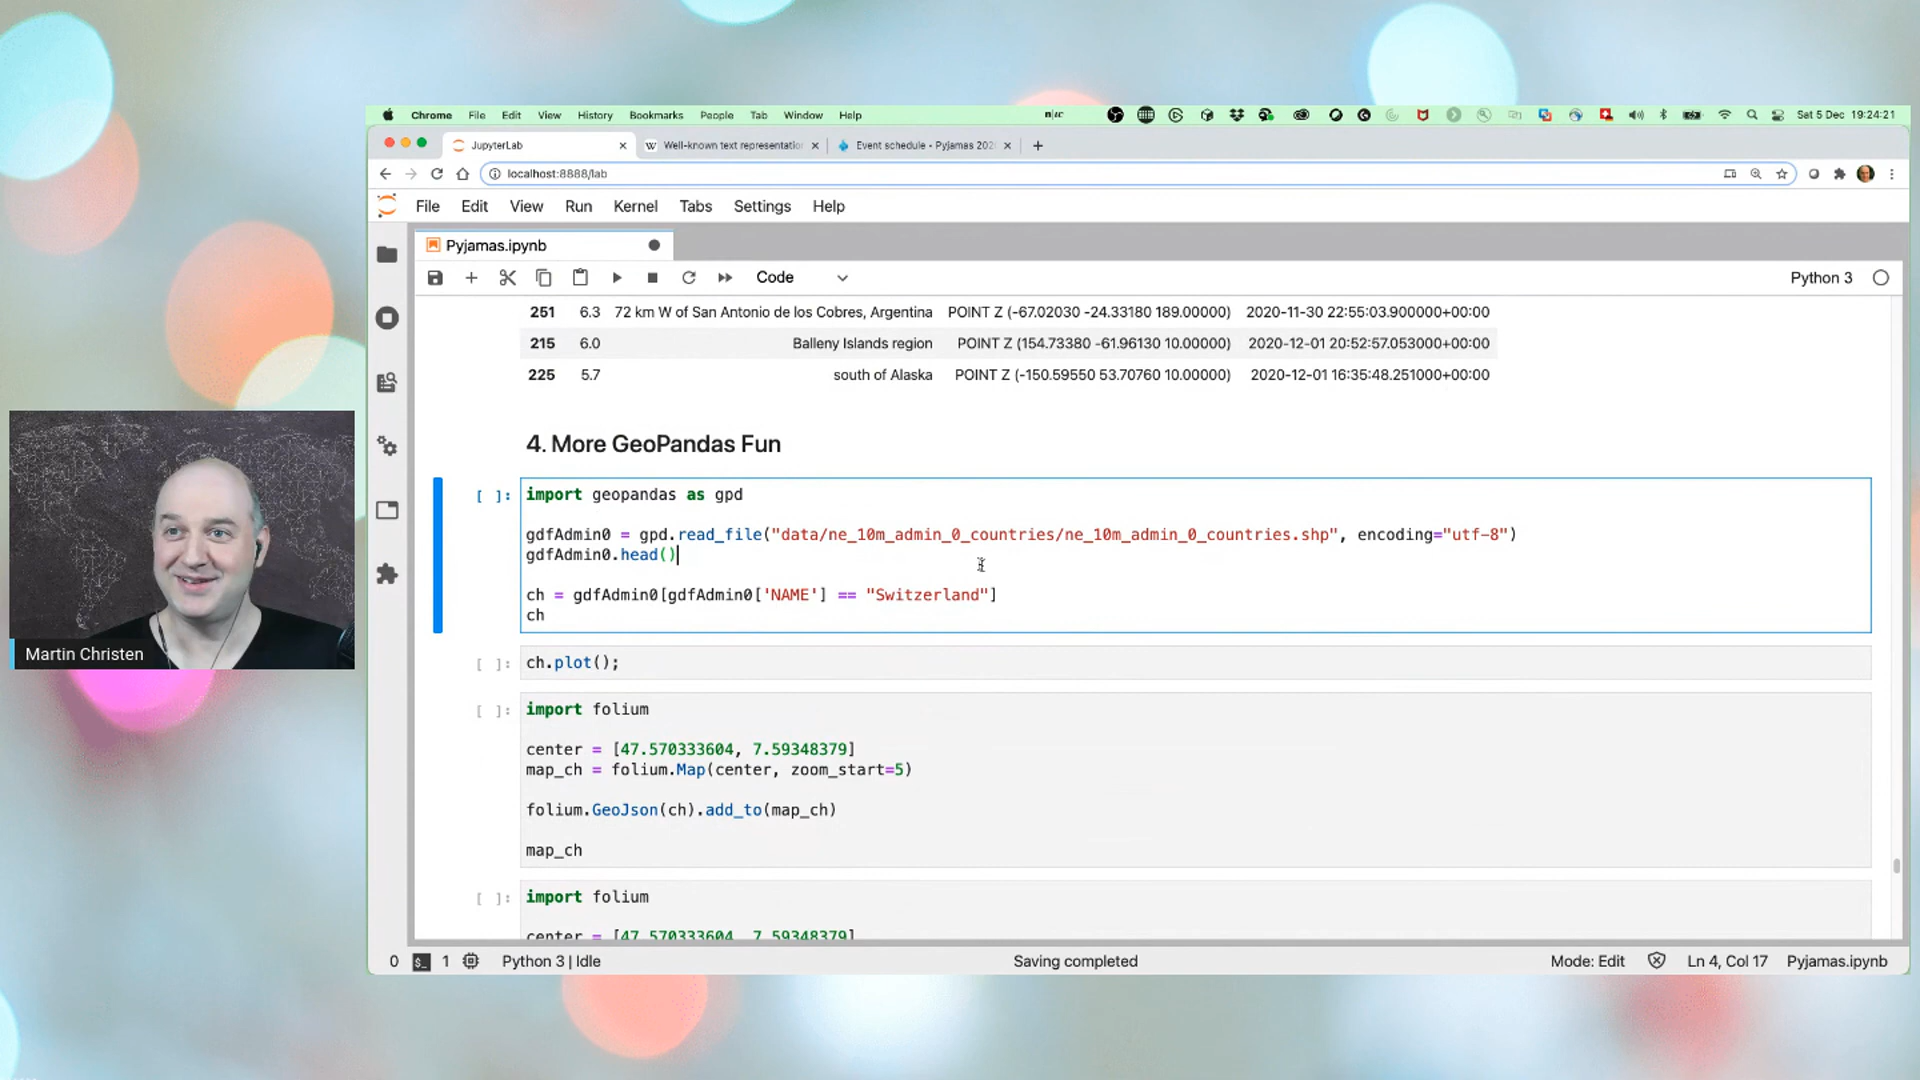 Chrome File Edit View History Bookmarks People Tab Window Help
Sat 5 Dec 19:24:21
JupyterLab
Well-known text representatio
Event schedule • Pyjamas 202
localhost:8888/lab
File Edit View Run Kernel Tabs Settings Help
Pyjamas.ipynb
Code
Python 3
251 6.3 72 km W of San Antonio de los Cobres, Argentina POINT Z (-67.02030 -24.33180 189.00000) 2020-11-30 22:55:03.900000+00:00
215 6.0 Balleny Islands region POINT Z (154.73380 -61.96130 10.00000) 2020-12-01 20:52:57.053000+00:00
225 5.7 south of Alaska POINT Z (-150.59550 53.70760 10.00000) 2020-12-01 16:35:48.251000+00:00
4. More GeoPandas Fun
[ ]: import geopandas as gpd
gdfAdmin0 = gpd.read_file("data/ne_10m_admin_0_countries/ne_10m_admin_0_countries.shp", encoding="utf-8")
gdfAdmin0.head()
ch = gdfAdmin0[gdfAdmin0['NAME'] == "Switzerland"]
ch
[ ]: ch.plot();
[ ]: import folium
center = [47.570333604, 7.59348379]
map_ch = folium.Map(center, zoom_start=5)
folium.GeoJson(ch).add_to(map_ch)
map_ch
[ ]: import folium
center = [47.570333604, 7.59348379]
0 $_ 1 Python 3 | Idle Saving completed Mode: Edit Ln 4, Col 17 Pyjamas.ipynb
Martin Christen